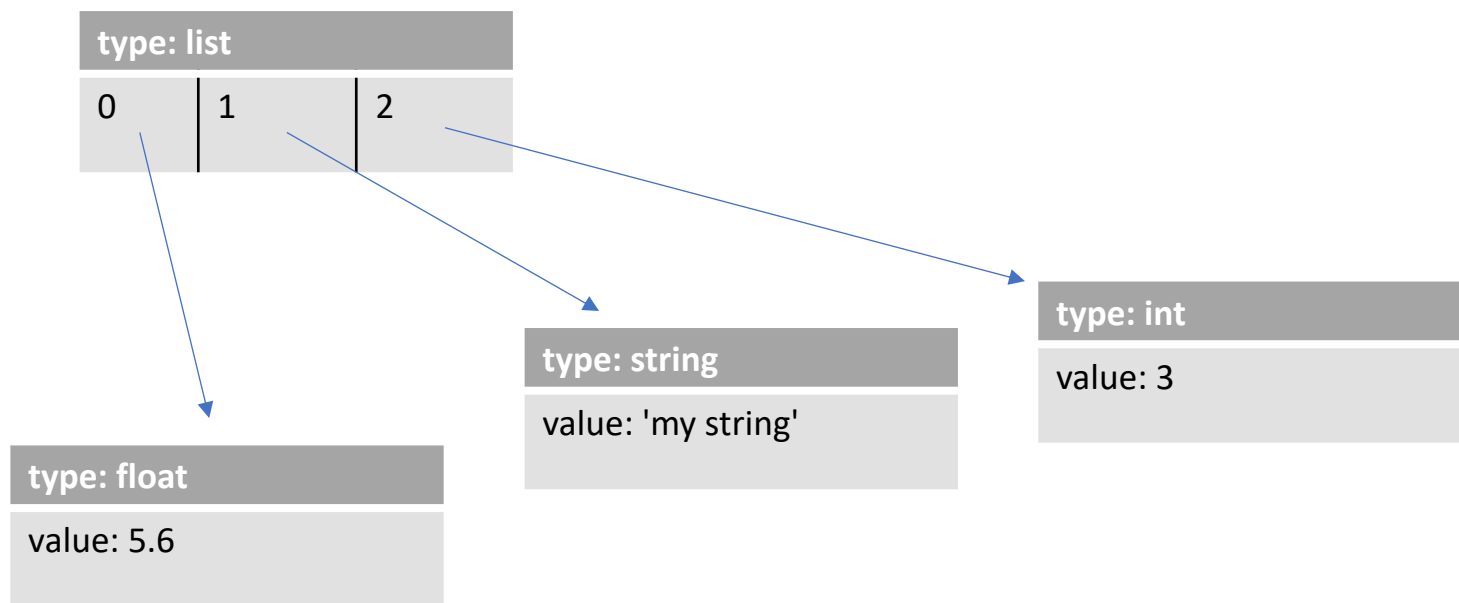 type: list
0 1 2
type: int
value: 3
type: string
value: 'my string'
type: float
value: 5.6